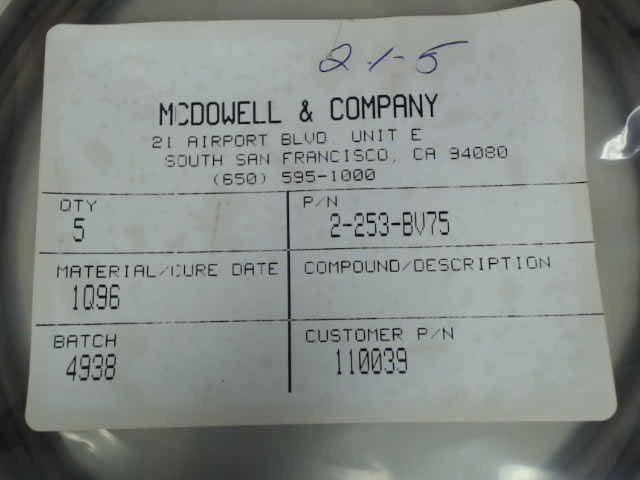 2-1-5
MCDOWELL & COMPANY
21 AIRPORT BLVD UNIT E
SOUTH SAN FRANCISCO, CA 94080
(650) 595-1000
QTY
5
P/N
2-253-BV75
MATERIAL/CURE DATE
1Q96
COMPOUND/DESCRIPTION
BATCH
4938
CUSTOMER P/N
110039